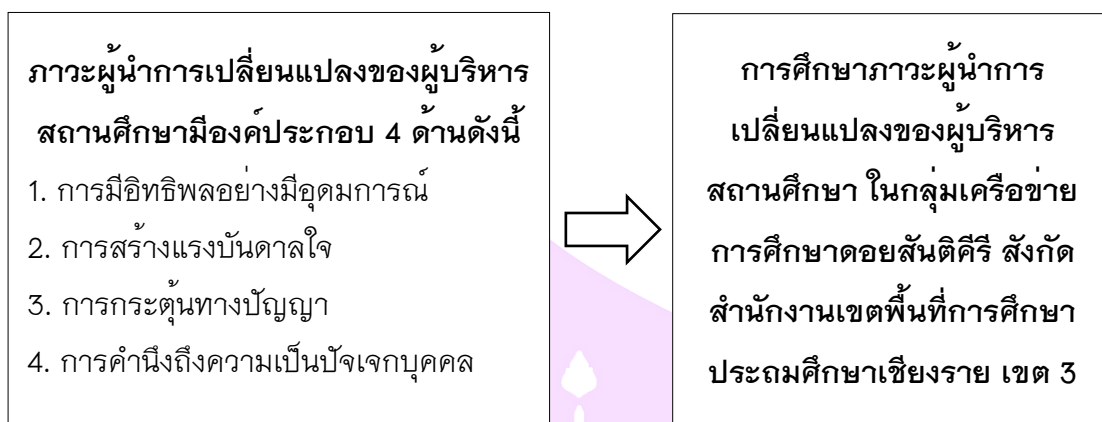 ภาวะผู้นำการเปลี่ยนแปลงของผู้บริหาร
สถานศึกษามีองค์ประกอบ 4 ด้านดังนี้
1. การมีอิทธิพลอย่างมีอุดมการณ์
2. การสร้างแรงบันดาลใจ
3. การกระตุ้นทางปัญญา
4. การคำนึงถึงความเป็นปัจเจกบุคคล
การศึกษาภาวะผู้นำการ
เปลี่ยนแปลงของผู้บริหาร
สถานศึกษา ในกลุ่มเครือข่าย
การศึกษาดอยสันติคีรี สังกัด
สำนักงานเขตพื้นที่การศึกษา
ประถมศึกษาเชียงราย เขต 3